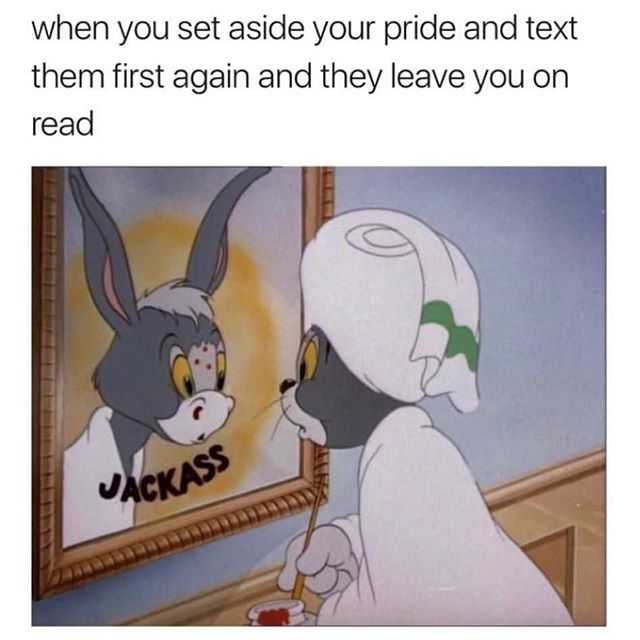 when you set aside your pride and text
them first again and they leave you on
read
JACKASS